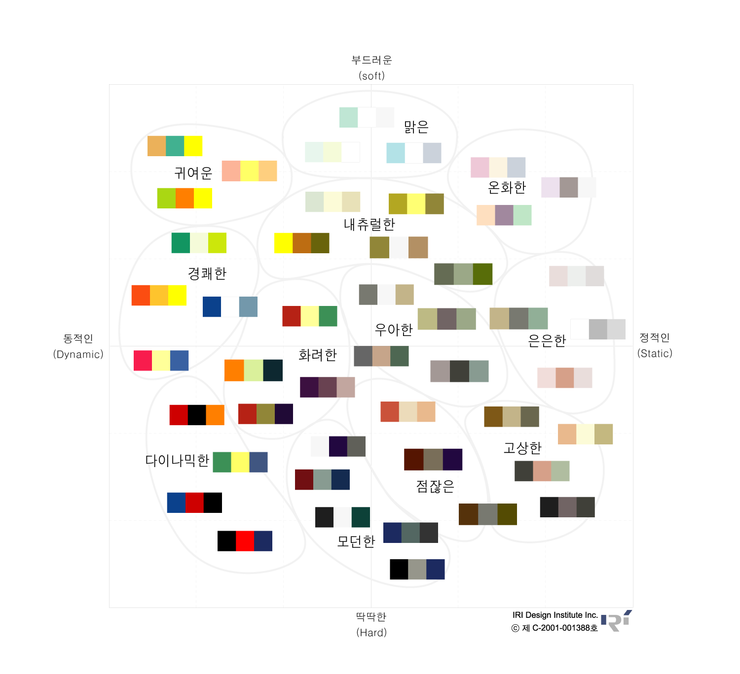 부드러운
(soft)
맑은
귀여운
온화한
내츄럴한
경쾌한
우아한
동적인
(Dynamic)
화려한
은은한
정적인
(Static)
다이나믹한
고상한
점잖은
모던한
딱딱한
(Hard)
IRI Design Institute Inc.
ⓒ 제 C-2001-001388호
IRI